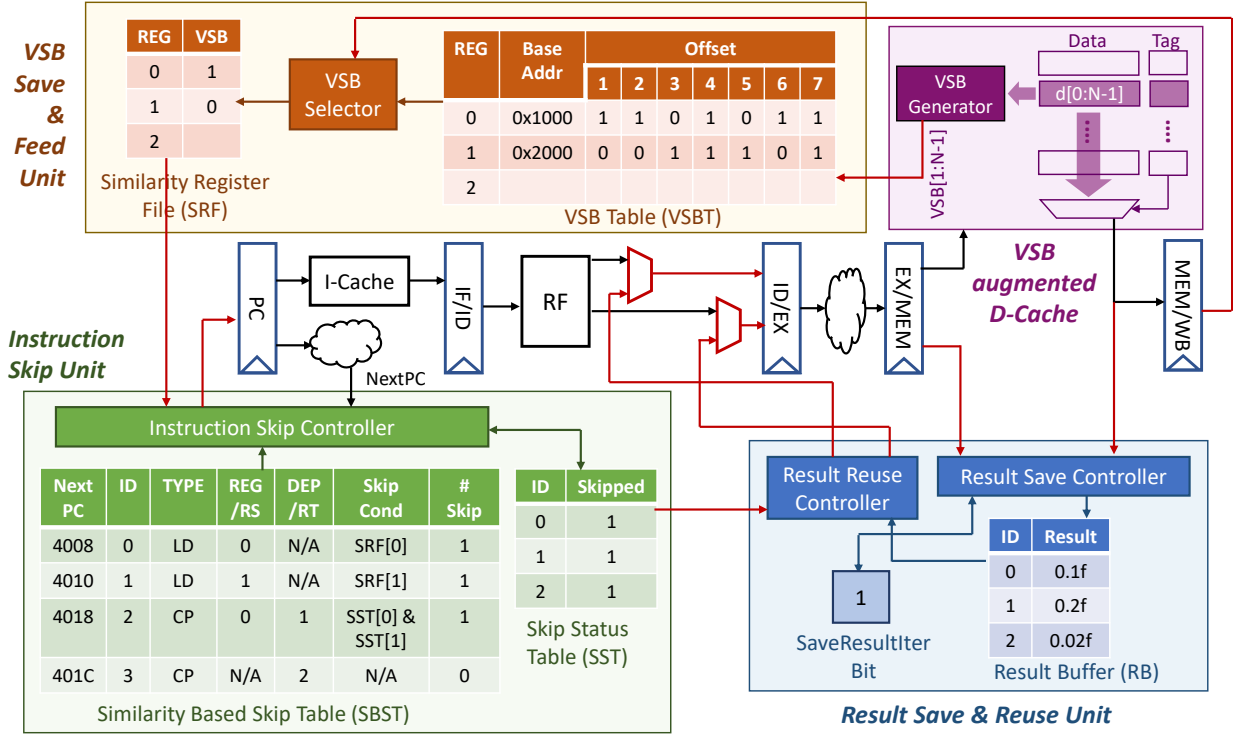 VSB
Save
&
Feed
Unit
REG VSB
0 1
1 0
2
Similarity Register
File (SRF)
VSB
Selector
REG Base Addr Offset
1 2 3 4 5 6 7
0 0x1000 1 1 0 1 0 1 1
1 0x2000 0 0 1 1 1 0 1
2
VSB Table (VSBT)
Data Tag
VSB
Generator
d[0:N-1]
VSB[1:N-1]
VSB
augmented
D-Cache
PC
I-Cache
IF/ID
RF
ID/EX
EX/MEM
MEM/WB
NextPC
Instruction
Skip Unit
Instruction Skip Controller
Next PC ID TYPE REG /RS DEP /RT Skip Cond # Skip
4008 0 LD 0 N/A SRF[0] 1
4010 1 LD 1 N/A SRF[1] 1
4018 2 CP 0 1 SST[0] & SST[1] 1
401C 3 CP N/A 2 N/A 0
Similarity Based Skip Table (SBST)
ID Skipped
0 1
1 1
2 1
Skip Status
Table (SST)
Result Reuse
Controller
Result Save Controller
1
SaveResultIter
Bit
ID Result
0 0.1f
1 0.2f
2 0.02f
Result Buffer (RB)
Result Save & Reuse Unit